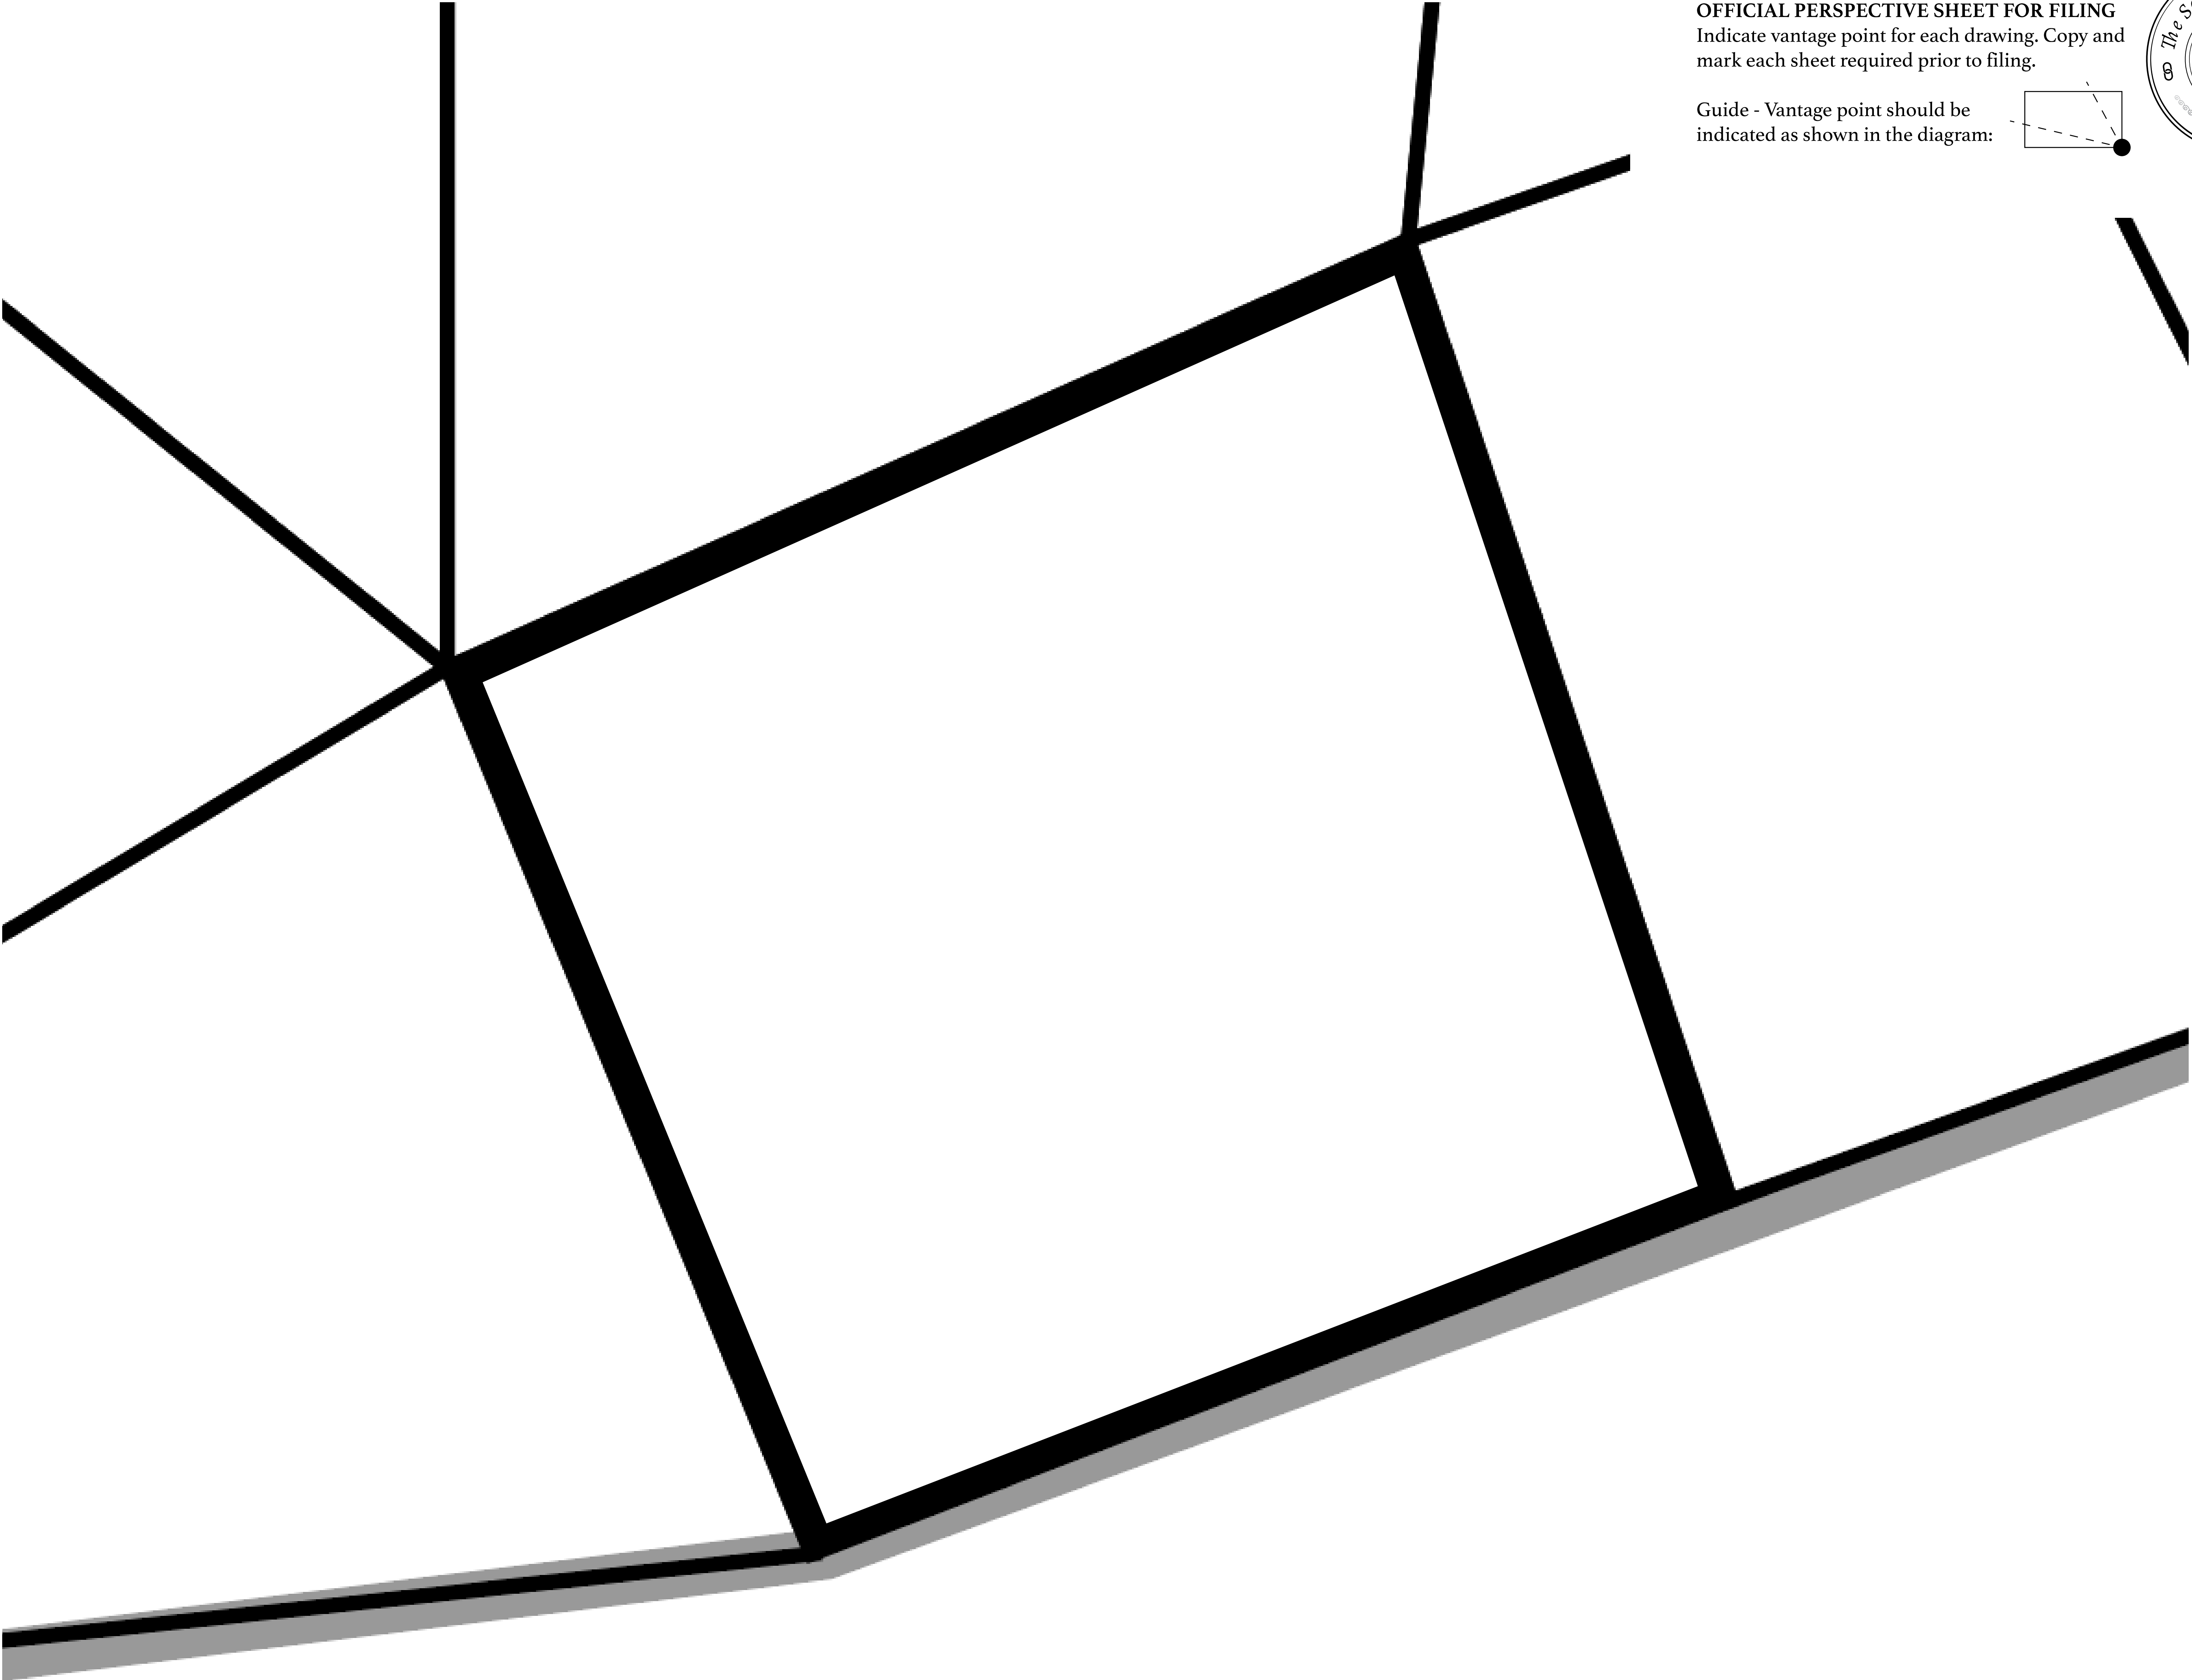 OFFICIAL PERSPECTIVE SHEET FOR FILING
Indicate vantage point for each drawing. Copy and
mark each sheet required prior to filing.
Guide - Vantage point should be
indicated as shown in the diagram:
The